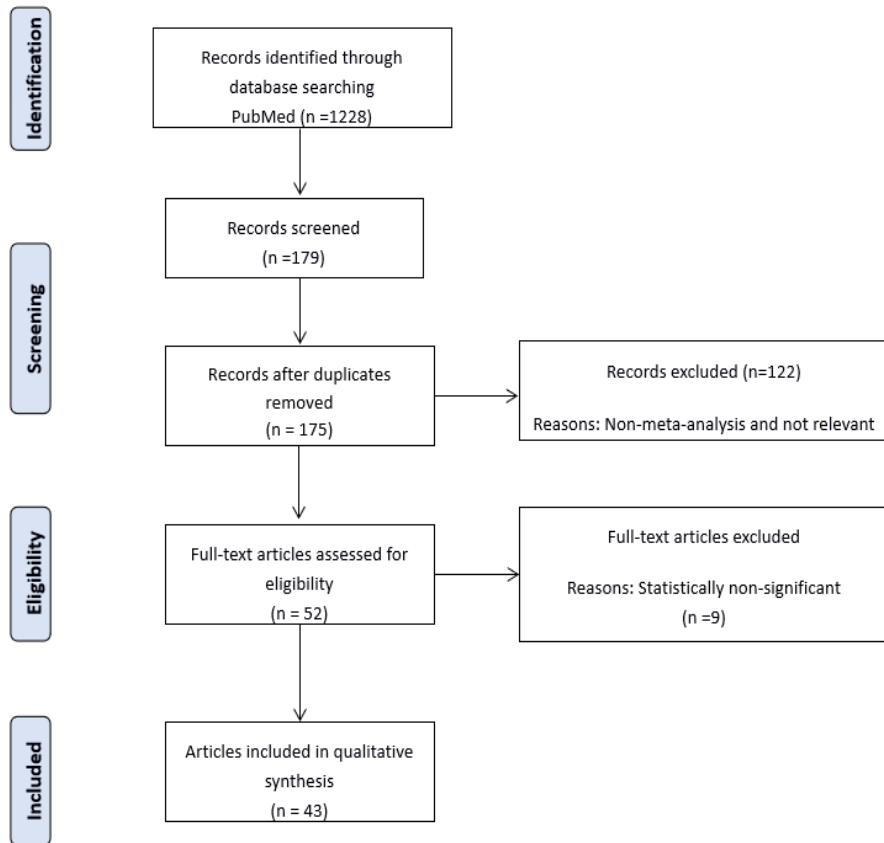 Identification
Records identified through
database searching
PubMed (n =1228)
Records screened
(n =179)
Screening
Records after duplicates
removed
(n = 175)
Records excluded (n=122)
Reasons: Non-meta-analysis and not relevant
Eligibility
Full-text articles assessed for
eligibility
(n = 52)
Full-text articles excluded
Reasons: Statistically non-significant
(n =9)
Included
Articles included in qualitative
synthesis
(n = 43)